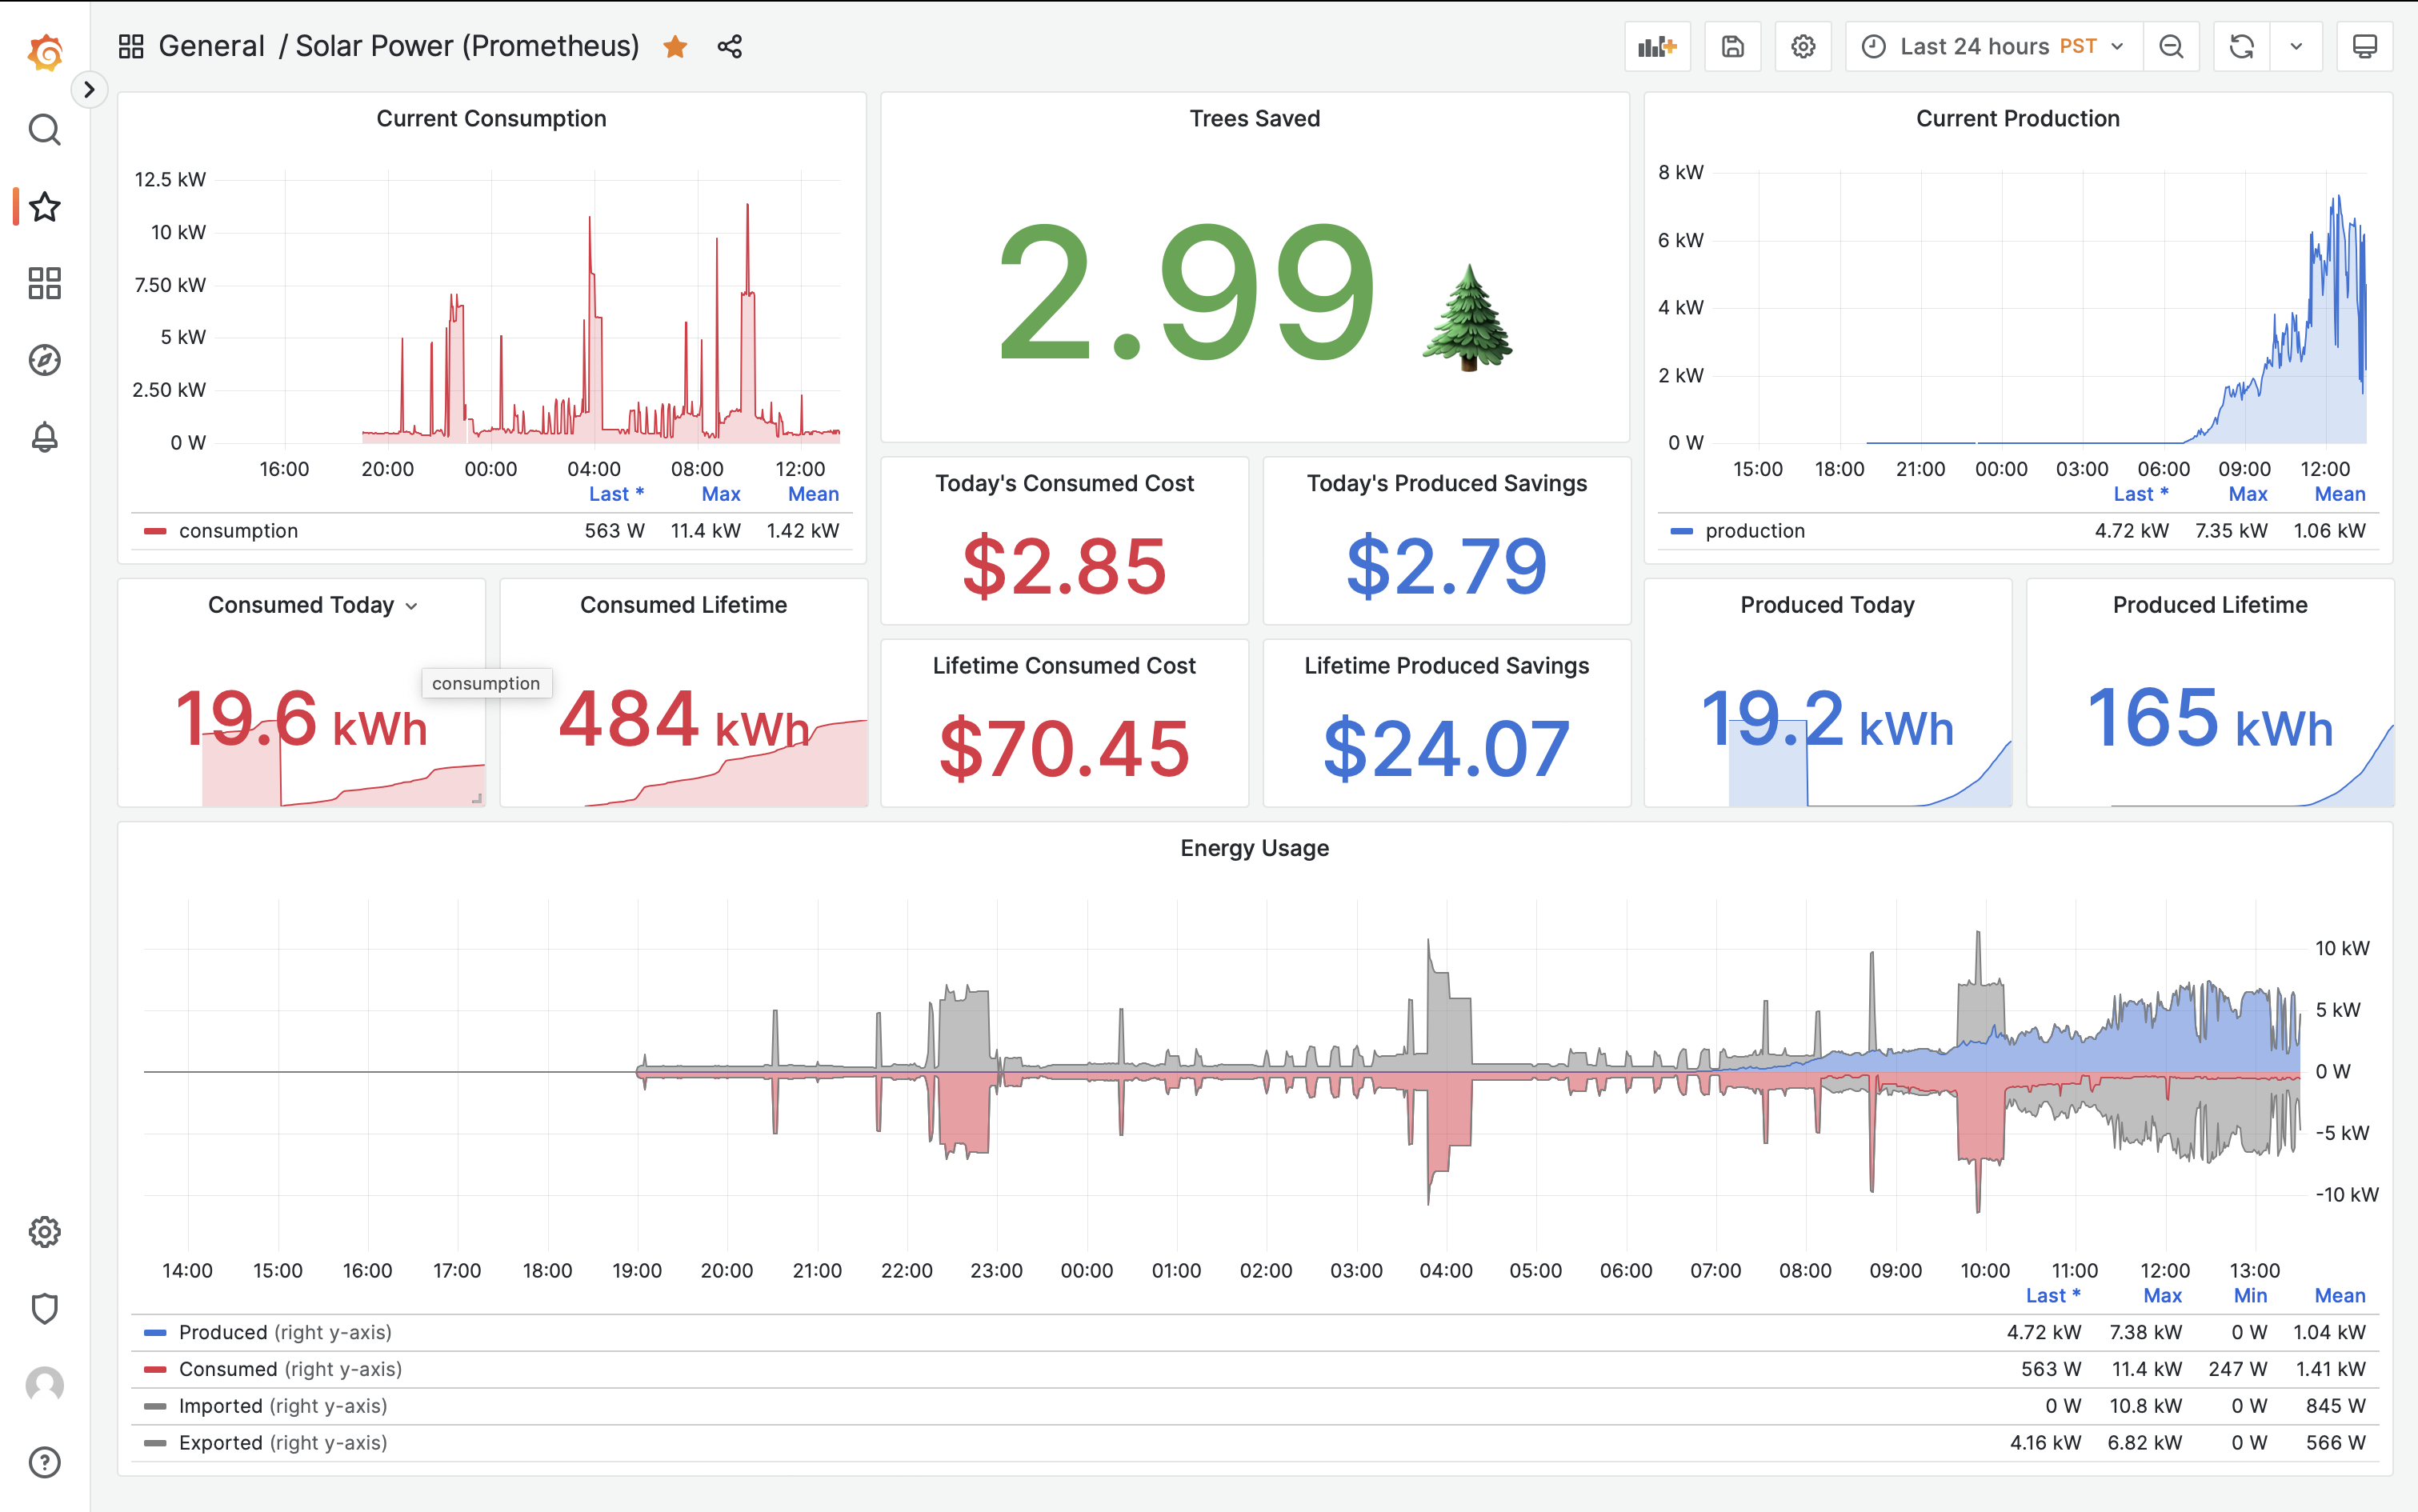 General / Solar Power (Prometheus)
Last 24 hours PST
Current Consumption
12.5 kW
10 kW
7.50 kW
5 kW
2.50 kW
0 W
16:00 20:00 00:00 04:00 08:00 12:00
Last * Max Mean
consumption 563 W 11.4 kW 1.42 kW
Trees Saved
2.99
Current Production
8 kW
6 kW
4 kW
2 kW
0 W
15:00 18:00 21:00 00:00 03:00 06:00 09:00 12:00
Last * Max Mean
production 4.72 kW 7.35 kW 1.06 kW
Today's Consumed Cost
$2.85
Today's Produced Savings
$2.79
Consumed Today
19.6 kWh
consumption
Consumed Lifetime
484 kWh
Lifetime Consumed Cost
$70.45
Lifetime Produced Savings
$24.07
Produced Today
19.2 kWh
Produced Lifetime
165 kWh
Energy Usage
10 kW
5 kW
0 W
-5 kW
-10 kW
14:00 15:00 16:00 17:00 18:00 19:00 20:00 21:00 22:00 23:00 00:00 01:00 02:00 03:00 04:00 05:00 06:00 07:00 08:00 09:00 10:00 11:00 12:00 13:00
Last * Max Min Mean
Produced (right y-axis) 4.72 kW 7.38 kW 0 W 1.04 kW
Consumed (right y-axis) 563 W 11.4 kW 247 W 1.41 kW
Imported (right y-axis) 0 W 10.8 kW 0 W 845 W
Exported (right y-axis) 4.16 kW 6.82 kW 0 W 566 W